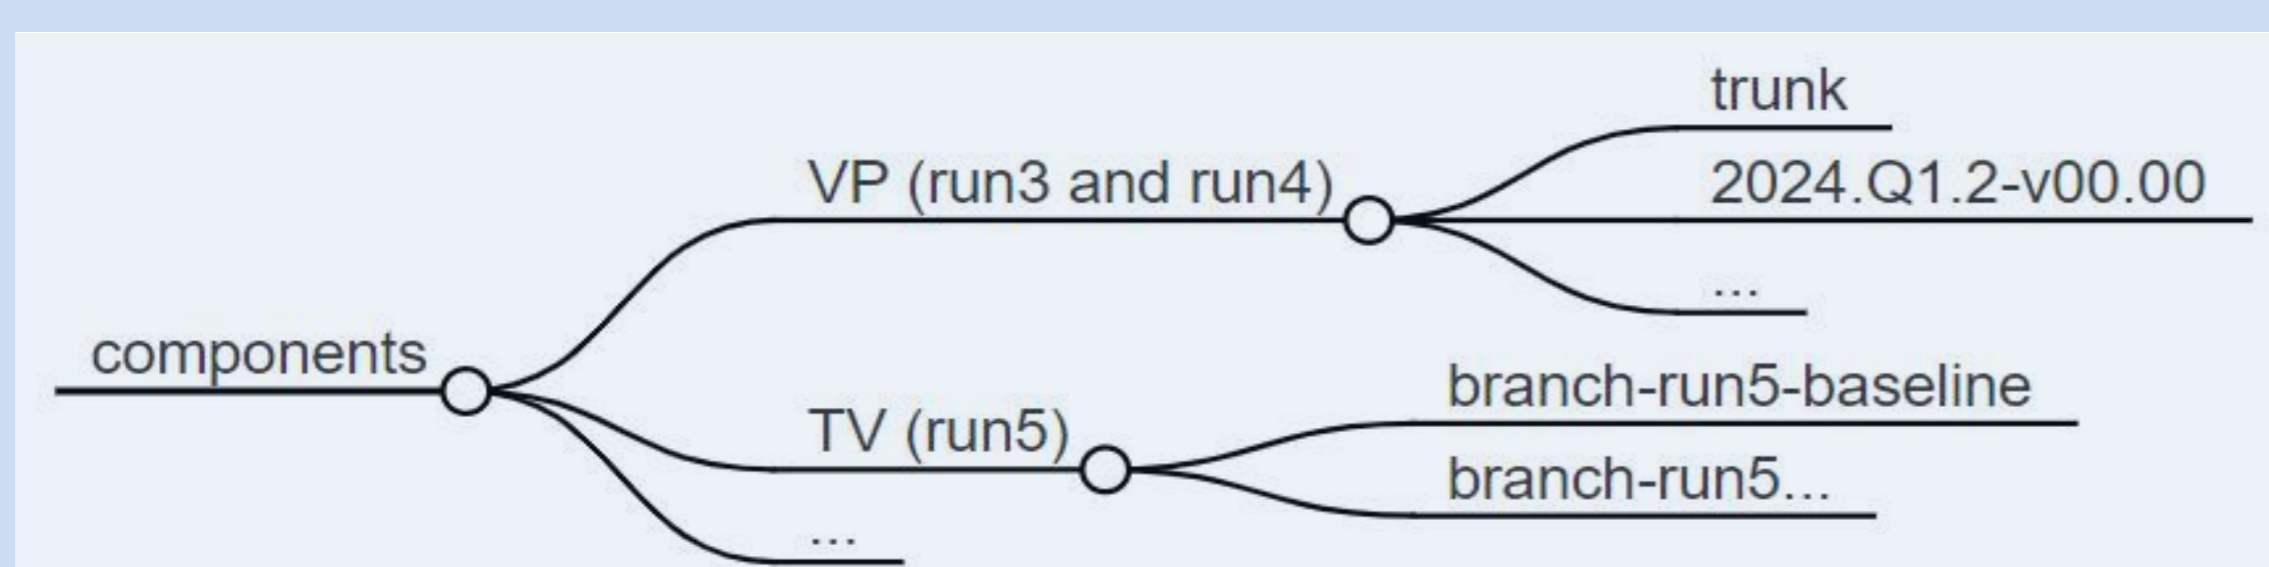 trunk
VP (run3 and run4)
2024.Q1.2-v00.00
...
components
branch-run5-baseline
TV (run5)
branch-run5...
...